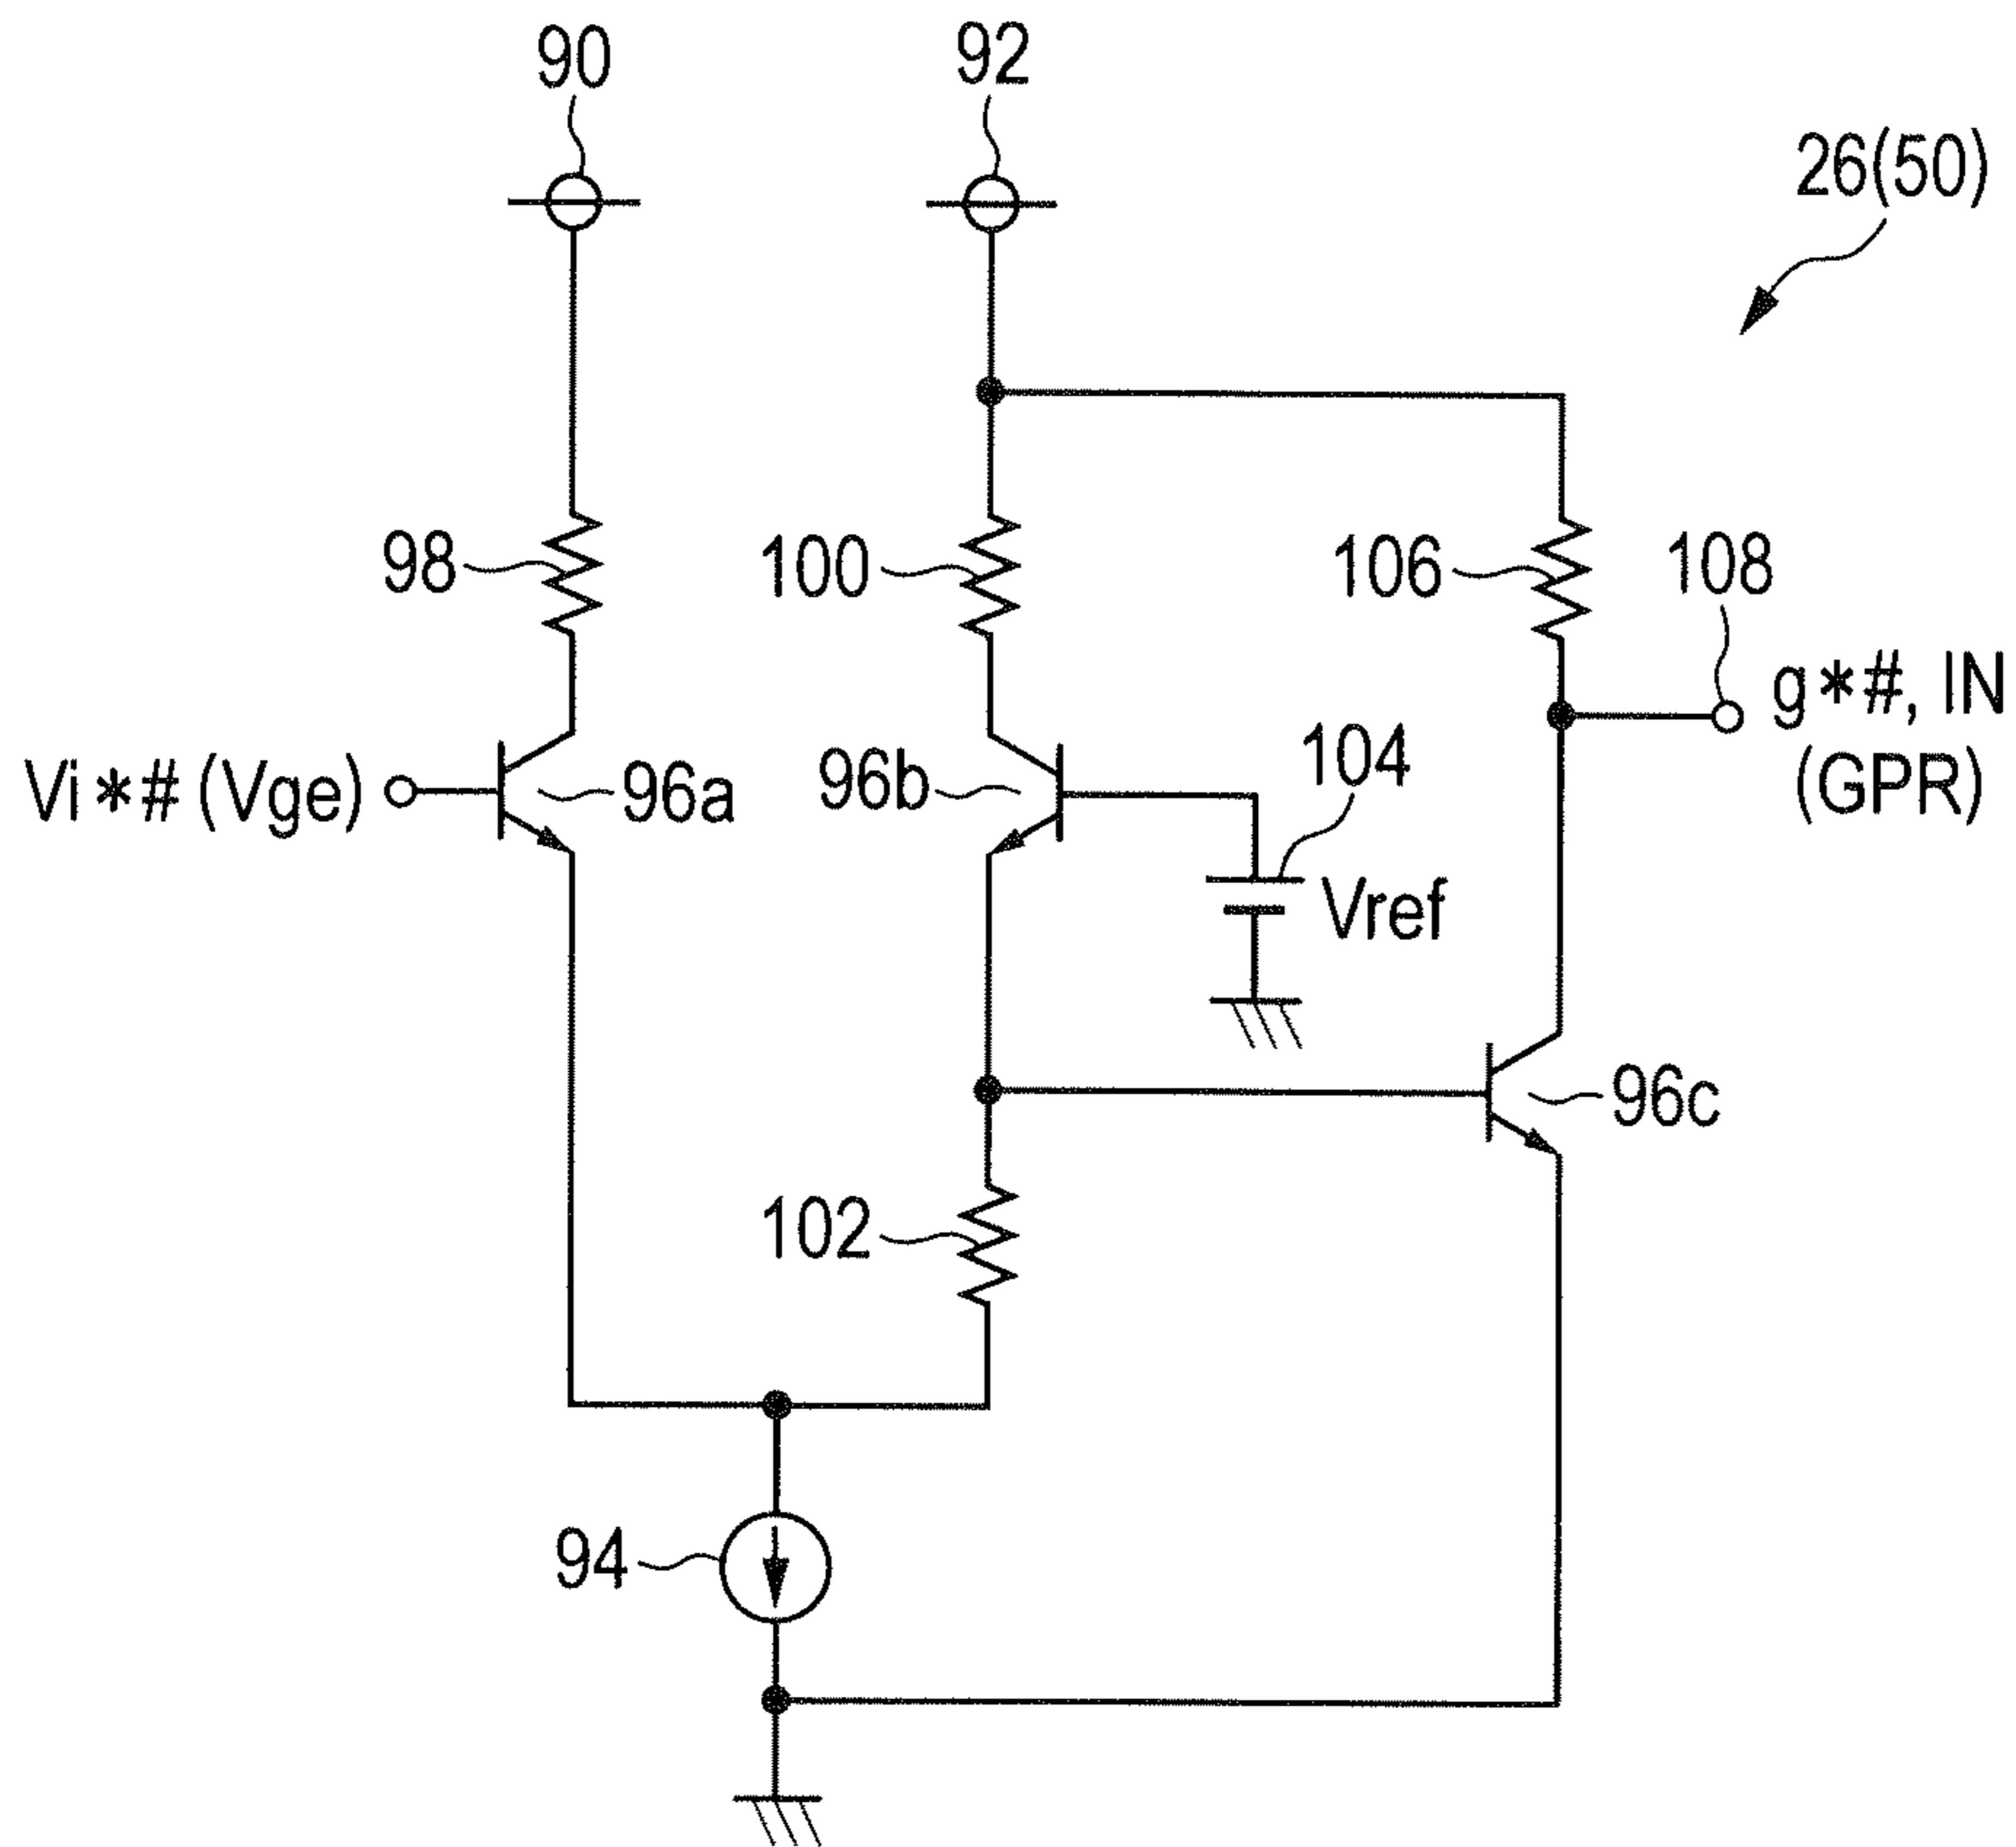 90
92
26(50)
98
100
106
108
g*#, IN
(GPR)
Vi*#(Vge)
96a
96b
104
Vref
96c
102
94